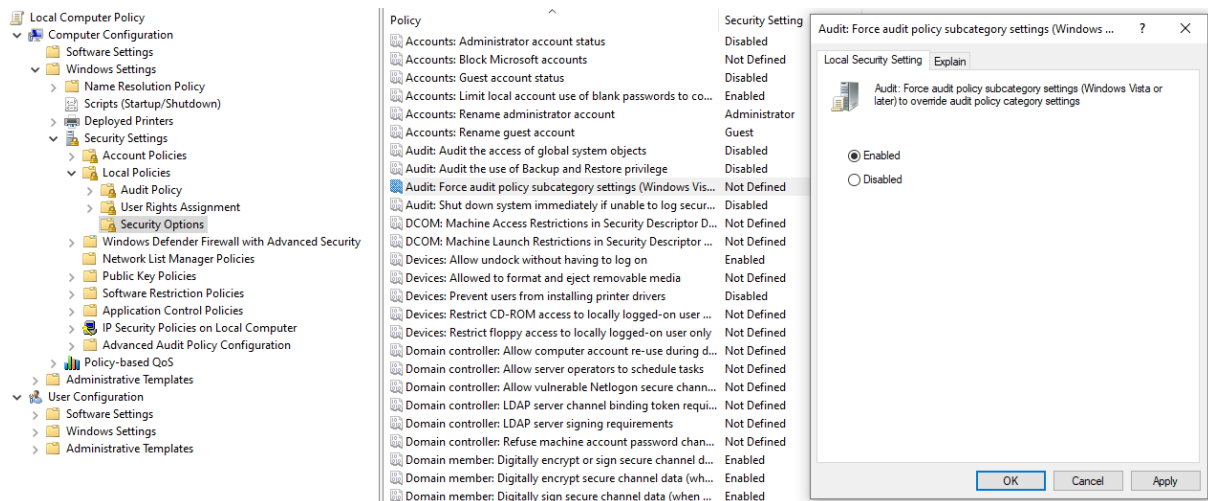 Local Computer Policy
Computer Configuration
Software Settings
Windows Settings
Name Resolution Policy
Scripts (Startup/Shutdown)
Deployed Printers
Security Settings
Account Policies
Local Policies
Audit Policy
User Rights Assignment
Security Options
Windows Defender Firewall with Advanced Security
Network List Manager Policies
Public Key Policies
Software Restriction Policies
Application Control Policies
IP Security Policies on Local Computer
Advanced Audit Policy Configuration
Policy-based QoS
Administrative Templates
User Configuration
Software Settings
Windows Settings
Administrative Templates
Policy Security Setting
Accounts: Administrator account status Disabled
Accounts: Block Microsoft accounts Not Defined
Accounts: Guest account status Disabled
Accounts: Limit local account use of blank passwords to co... Enabled
Accounts: Rename administrator account Administrator
Accounts: Rename guest account Guest
Audit: Audit the access of global system objects Disabled
Audit: Audit the use of Backup and Restore privilege Disabled
Audit: Force audit policy subcategory settings (Windows Vis... Not Defined
Audit: Shut down system immediately if unable to log secur... Disabled
DCOM: Machine Access Restrictions in Security Descriptor D... Not Defined
DCOM: Machine Launch Restrictions in Security Descriptor ... Not Defined
Devices: Allow undock without having to log on Enabled
Devices: Allowed to format and eject removable media Not Defined
Devices: Prevent users from installing printer drivers Disabled
Devices: Restrict CD-ROM access to locally logged-on user ... Not Defined
Devices: Restrict floppy access to locally logged-on user only Not Defined
Domain controller: Allow computer account re-use during d... Not Defined
Domain controller: Allow server operators to schedule tasks Not Defined
Domain controller: Allow vulnerable Netlogon secure chann... Not Defined
Domain controller: LDAP server channel binding token requi... Not Defined
Domain controller: LDAP server signing requirements Not Defined
Domain controller: Refuse machine account password chan... Not Defined
Domain member: Digitally encrypt or sign secure channel d... Enabled
Domain member: Digitally encrypt secure channel data (wh... Enabled
Domain member: Digitally sign secure channel data (when ... Enabled
Audit: Force audit policy subcategory settings (Windows ... ?
Local Security Setting Explain
Audit: Force audit policy subcategory settings (Windows Vista or
later) to override audit policy category settings
Enabled
Disabled
OK Cancel Apply